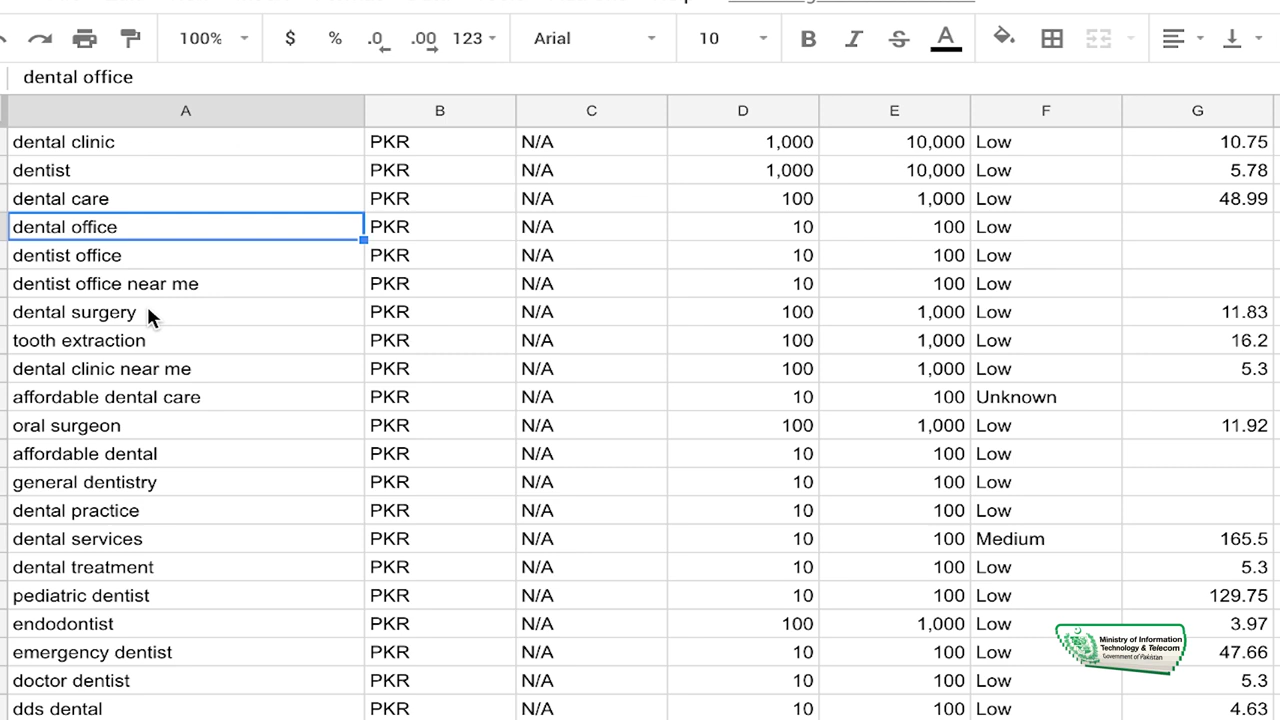 100% $ % .0 .00 123 Arial 10 B I S A
dental office
A B C D E F G
dental clinic PKR N/A 1,000 10,000 Low 10.75
dentist PKR N/A 1,000 10,000 Low 5.78
dental care PKR N/A 100 1,000 Low 48.99
dental office PKR N/A 10 100 Low
dentist office PKR N/A 10 100 Low
dentist office near me PKR N/A 10 100 Low
dental surgery PKR N/A 100 1,000 Low 11.83
tooth extraction PKR N/A 100 1,000 Low 16.2
dental clinic near me PKR N/A 100 1,000 Low 5.3
affordable dental care PKR N/A 10 100 Unknown
oral surgeon PKR N/A 100 1,000 Low 11.92
affordable dental PKR N/A 10 100 Low
general dentistry PKR N/A 10 100 Low
dental practice PKR N/A 10 100 Low
dental services PKR N/A 10 100 Medium 165.5
dental treatment PKR N/A 10 100 Low 5.3
pediatric dentist PKR N/A 10 100 Low 129.75
endodontist PKR N/A 100 1,000 Low 3.97
emergency dentist PKR N/A 10 100 Low 47.66
doctor dentist PKR N/A 10 100 Low 5.3
dds dental PKR N/A 10 100 Low 4.63
Ministry of Information
Technology & Telecom
Government of Pakistan